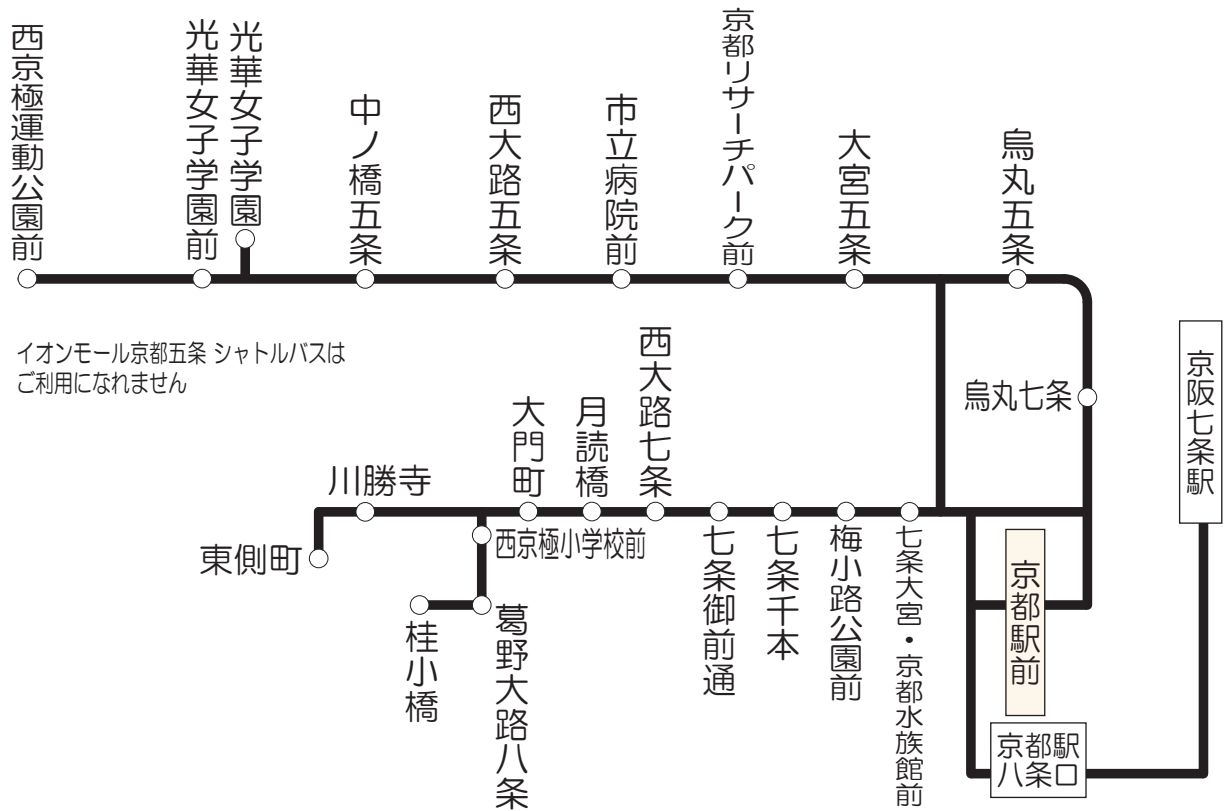 西京極運動公園前
光華女子学園前
光華女子学園
中ノ橋五条
西大路五条
市立病院前
京都リサーチパーク前
大宮五条
烏丸五条
イオンモール京都五条 シャトルバスは
ご利用になれません
烏丸七条
京阪七条駅
東側町
川勝寺
桂小橋
葛野大路八条
西京極小学校前
大門町
月読橋
西大路七条
七条御前通
七条千本
梅小路公園前
七条大宮・京都水族館前
京都駅前
京都駅
八条口